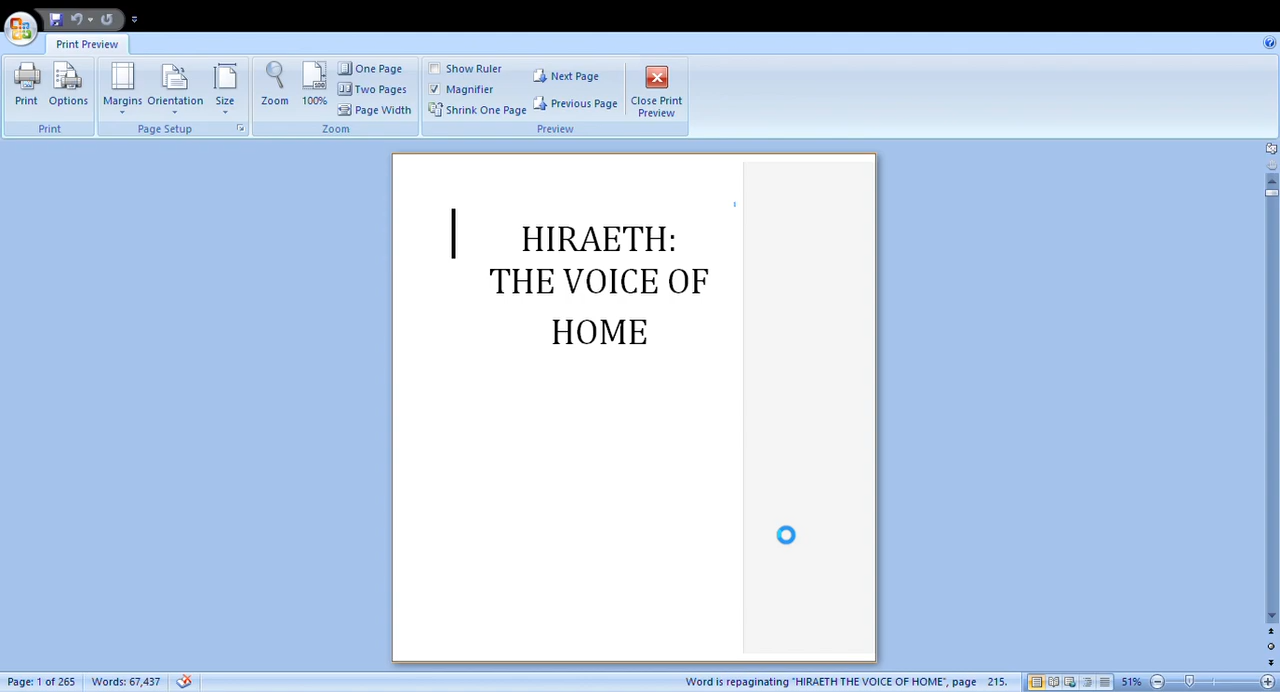 Print Preview
Print
Options
Print
Margins
Orientation
Size
Page Setup
Zoom
100%
One Page
Two Pages
Page Width
Zoom
Show Ruler
Magnifier
Shrink One Page
Next Page
Previous Page
Preview
Close Print
Preview
HIRAETH:
THE VOICE OF
HOME
Page: 1 of 265
Words: 67,437
Word is repaginating "HIRAETH THE VOICE OF HOME", page 215.
51%